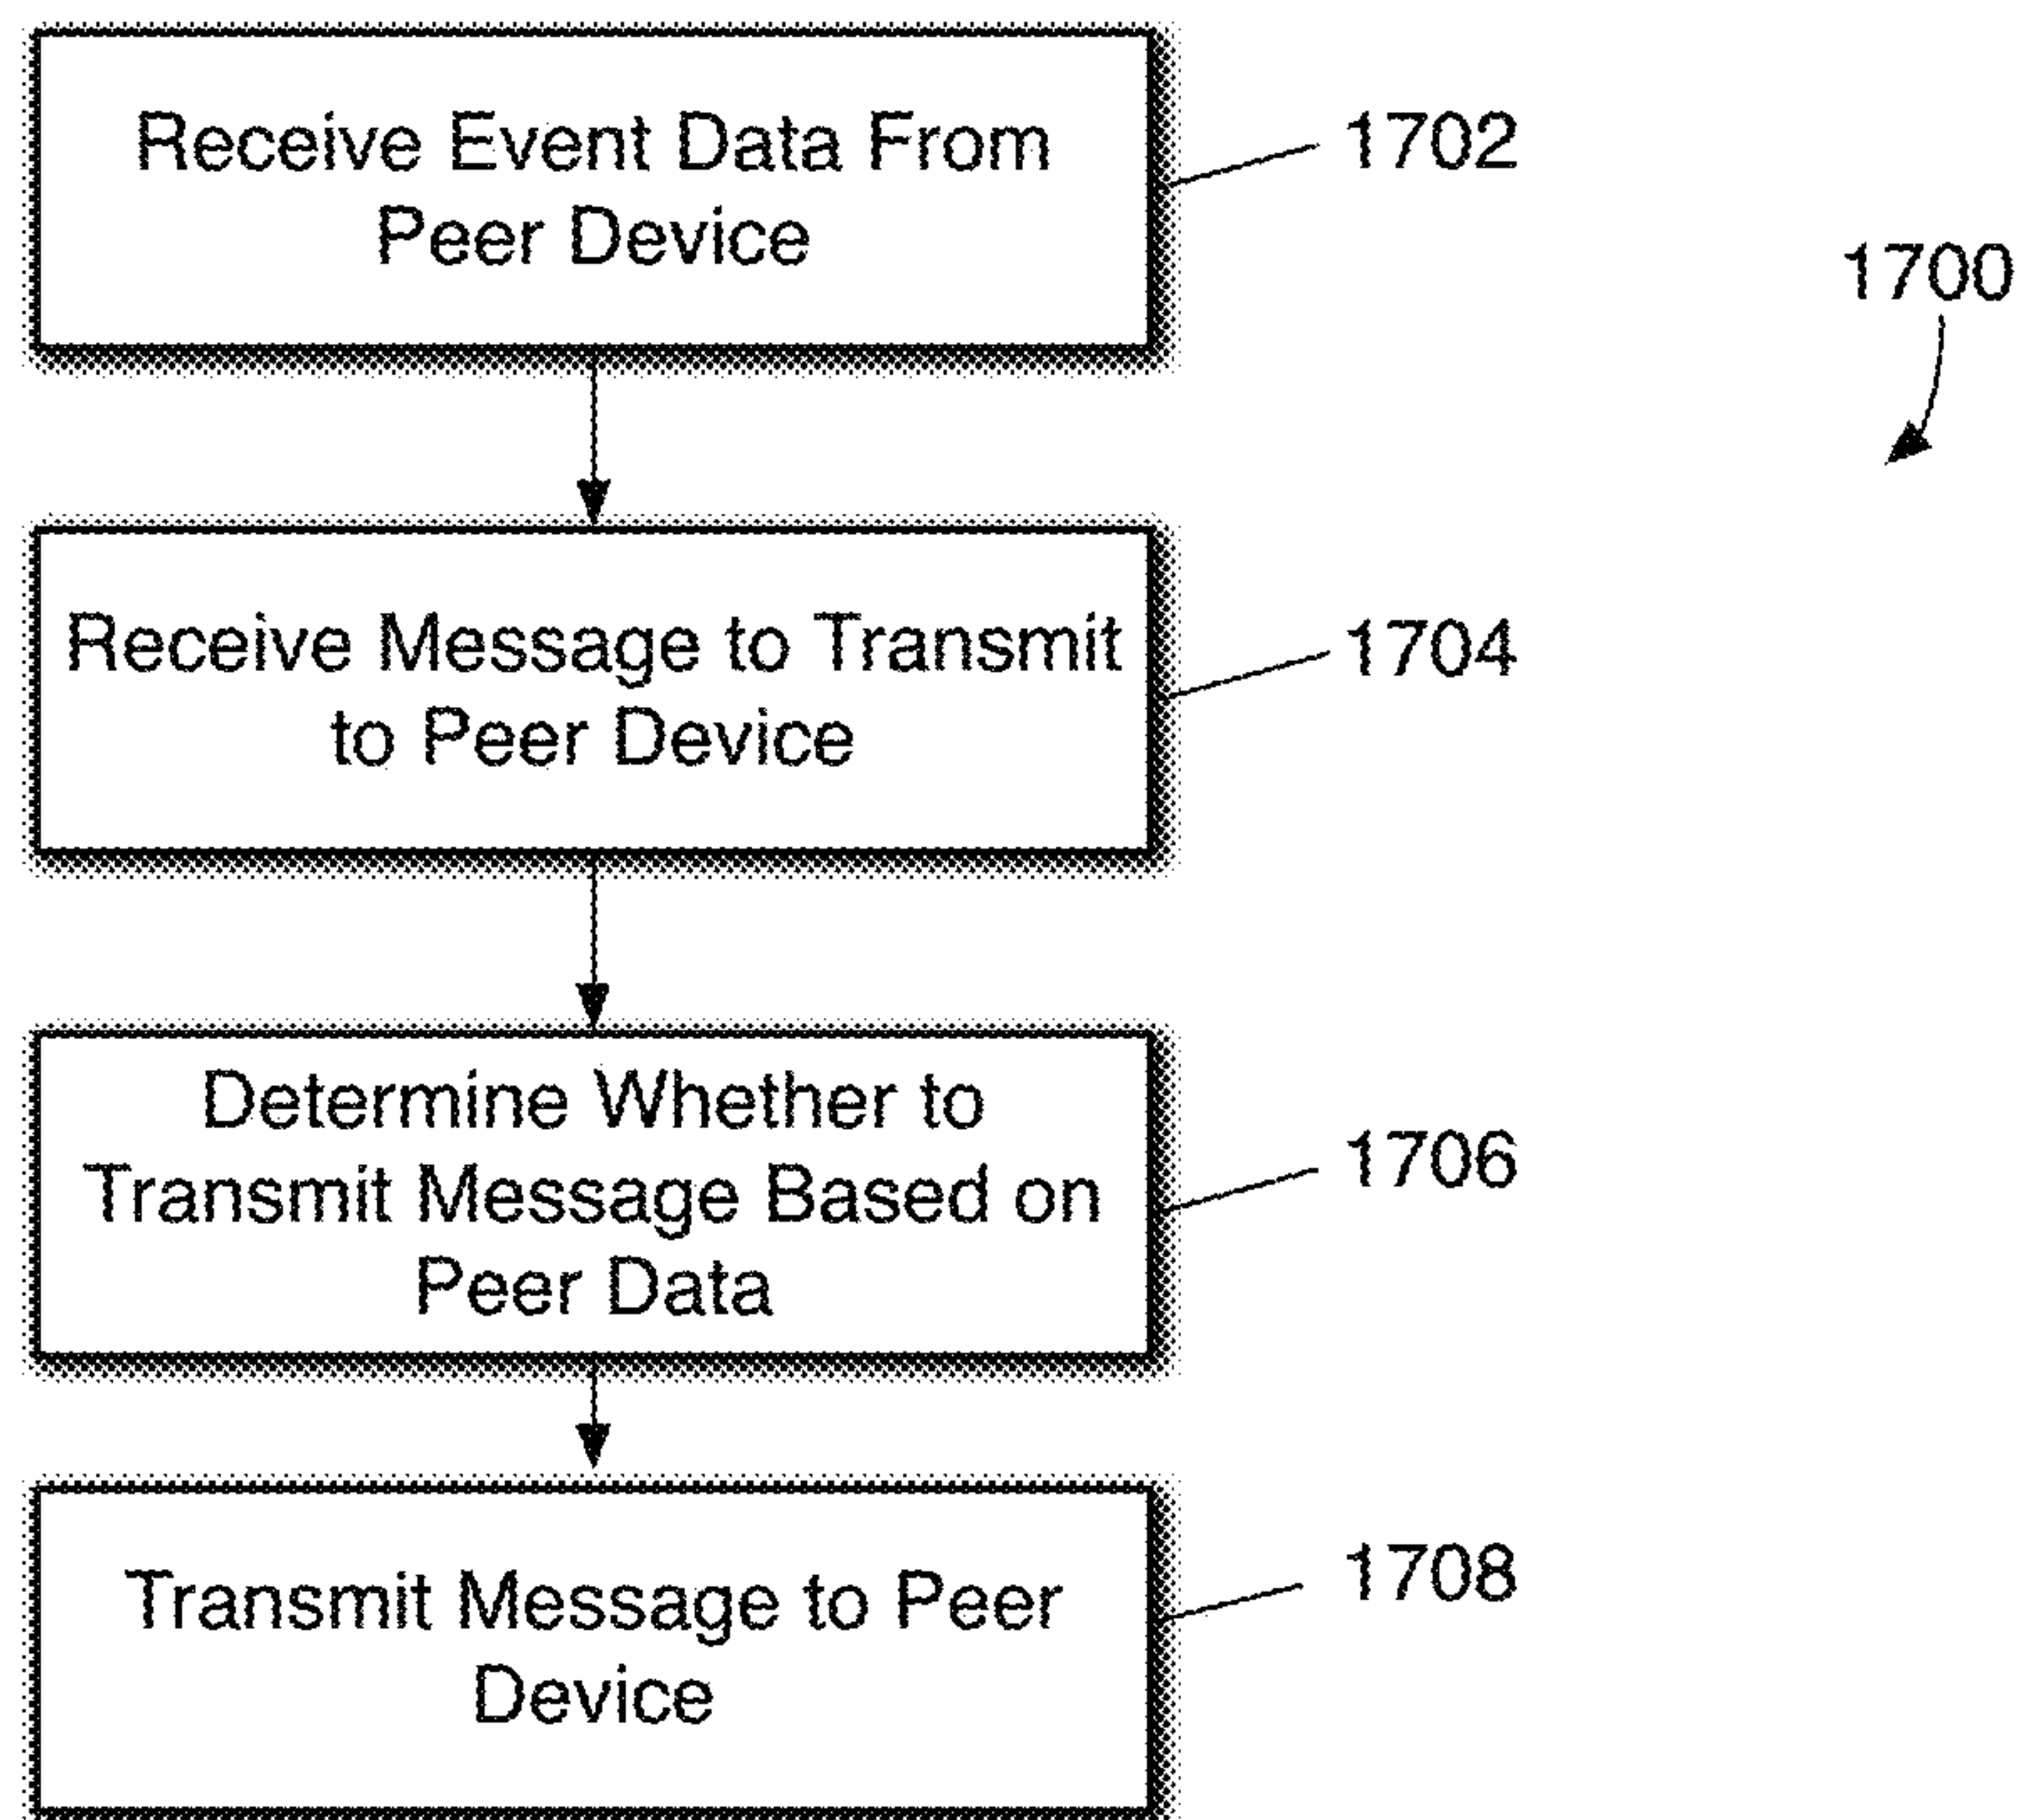 Receive Event Data From
Peer Device
1702
1700
Receive Message to Transmit
to Peer Device
1704
Determine Whether to
Transmit Message Based on
Peer Data
1706
Transmit Message to Peer
Device
1708